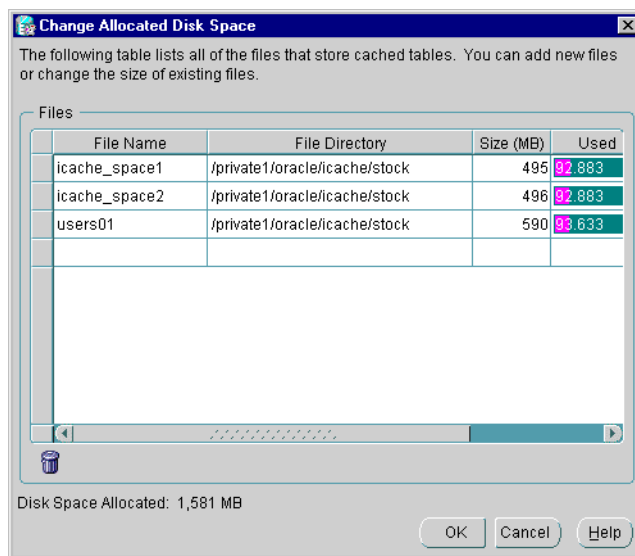 Change Allocated Disk Space
The following table lists all of the files that store cached tables. You can add new files
or change the size of existing files.
Files
File Name File Directory Size (MB) Used
icache_space1 /private1/oracle/icache/stock 495 92.883
icache_space2 /private1/oracle/icache/stock 496 92.883
users01 /private1/oracle/icache/stock 590 93.633
Disk Space Allocated: 1,581 MB
OK Cancel Help